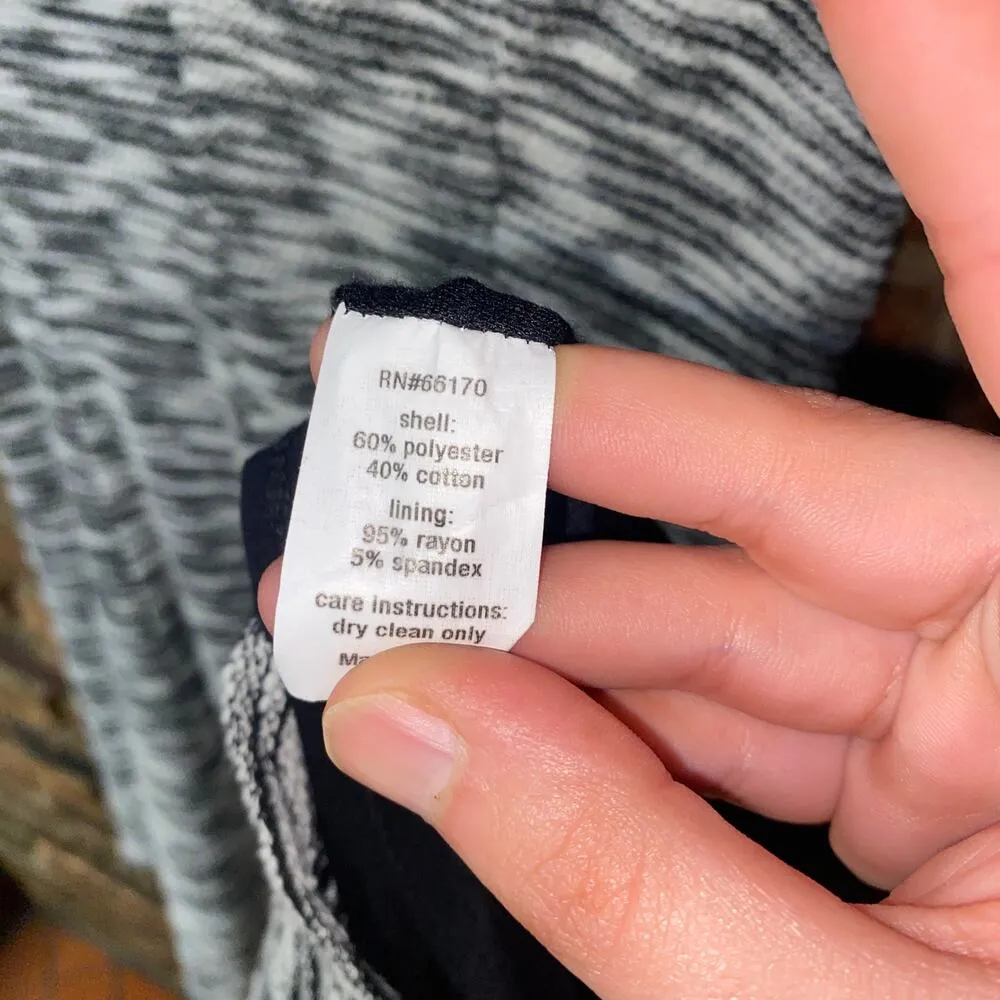 RN#66170
shell:
60% polyester
40% cotton
lining:
95% rayon
5% spandex
care instructions:
dry clean only